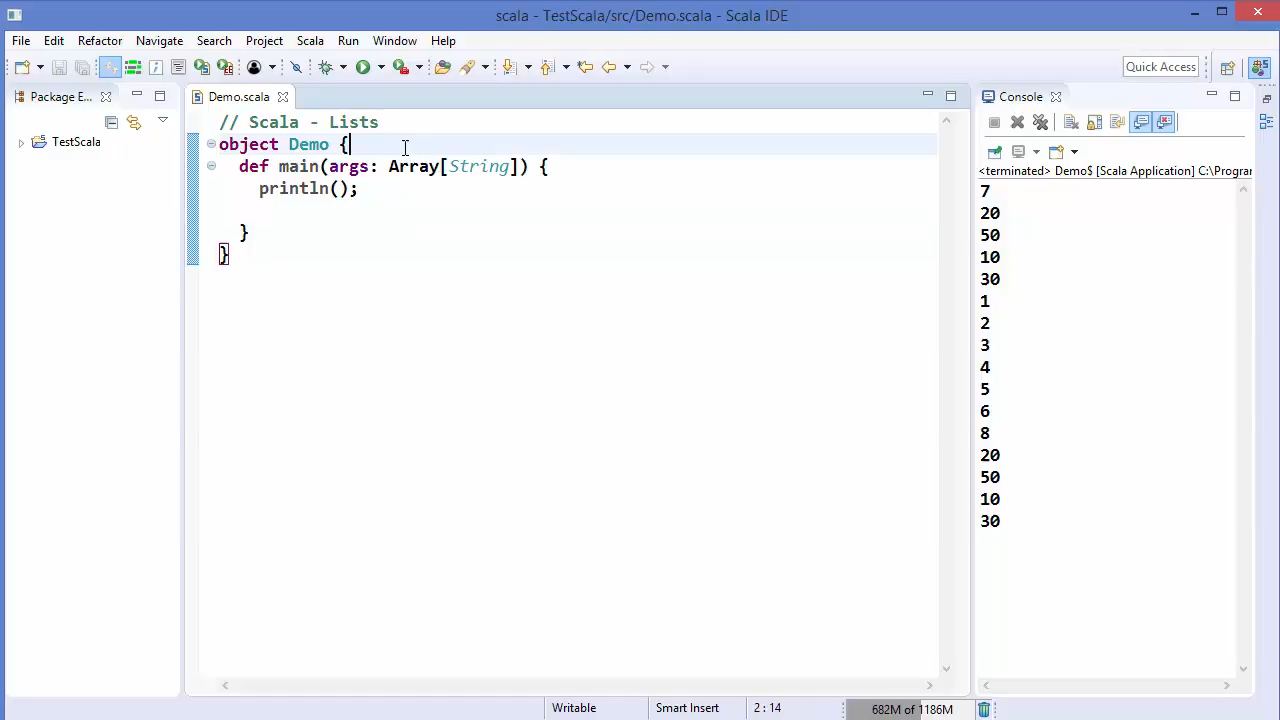 scala - TestScala/src/Demo.scala - Scala IDE
File Edit Refactor Navigate Search Project Scala Run Window Help
Quick Access
Package E...
TestScala
Demo.scala
// Scala - Lists
object Demo {
def main(args: Array[String]) {
println();
}
}
Console
<terminated> Demo$ [Scala Application] C:\Progran
7
20
50
10
30
1
2
3
4
5
6
8
20
50
10
30
Writable
Smart Insert
2 : 14
682M of 1186M